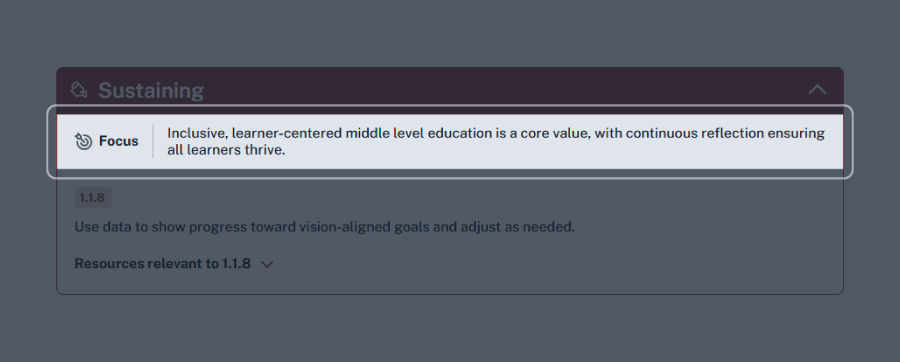 Sustaining
Focus
Inclusive, learner-centered middle level education is a core value, with continuous reflection ensuring
all learners thrive.
1.1.8
Use data to show progress toward vision-aligned goals and adjust as needed.
Resources relevant to 1.1.8